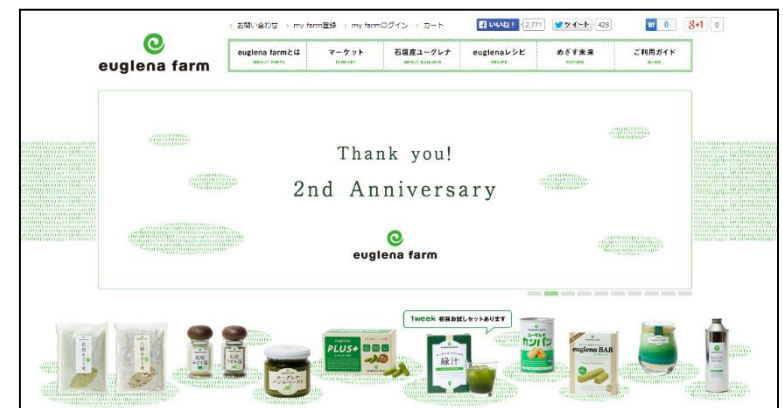 お問い合わせ my farm登録 my farmログイン カート
いいね! 2,771 ツイート 428 B! 0 g+1 0
euglena farm
euglena farmとは マーケット 石垣産ユーグレナ euglenaレシピ めざす未来 ご利用ガイド
Thank you!
2nd Anniversary
euglena farm
1week 初回お試しセットあります
euglena
PLUS+
緑汁
カンパン
euglena BAR